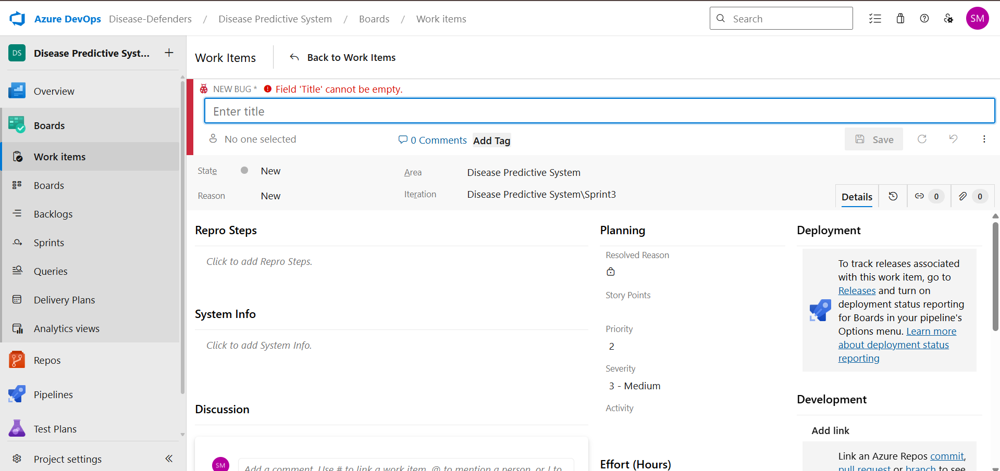 Azure DevOps Disease-Defenders / Disease Predictive System / Boards / Work items
Search
SM
DS Disease Predictive Syst... +
Overview
Boards
Work items
Boards
Backlogs
Sprints
Queries
Delivery Plans
Analytics views
Repos
Pipelines
Test Plans
Project settings
Work Items
Back to Work Items
NEW BUG * Field 'Title' cannot be empty.
Enter title
No one selected
0 Comments
Add Tag
Save
State New
Reason New
Area Disease Predictive System
Iteration Disease Predictive System\Sprint3
Details
0
0
Repro Steps
Click to add Repro Steps.
System Info
Click to add System Info.
Discussion
SM
Add a comment. Use # to link a work item, @ to mention a person, or ! to
Planning
Resolved Reason
Story Points
Priority
2
Severity
3 - Medium
Activity
Effort (Hours)
Deployment
To track releases associated
with this work item, go to
Releases and turn on
deployment status reporting
for Boards in your pipeline's
Options menu. Learn more
about deployment status
reporting
Development
Add link
Link an Azure Repos commit,
pull request or branch to see